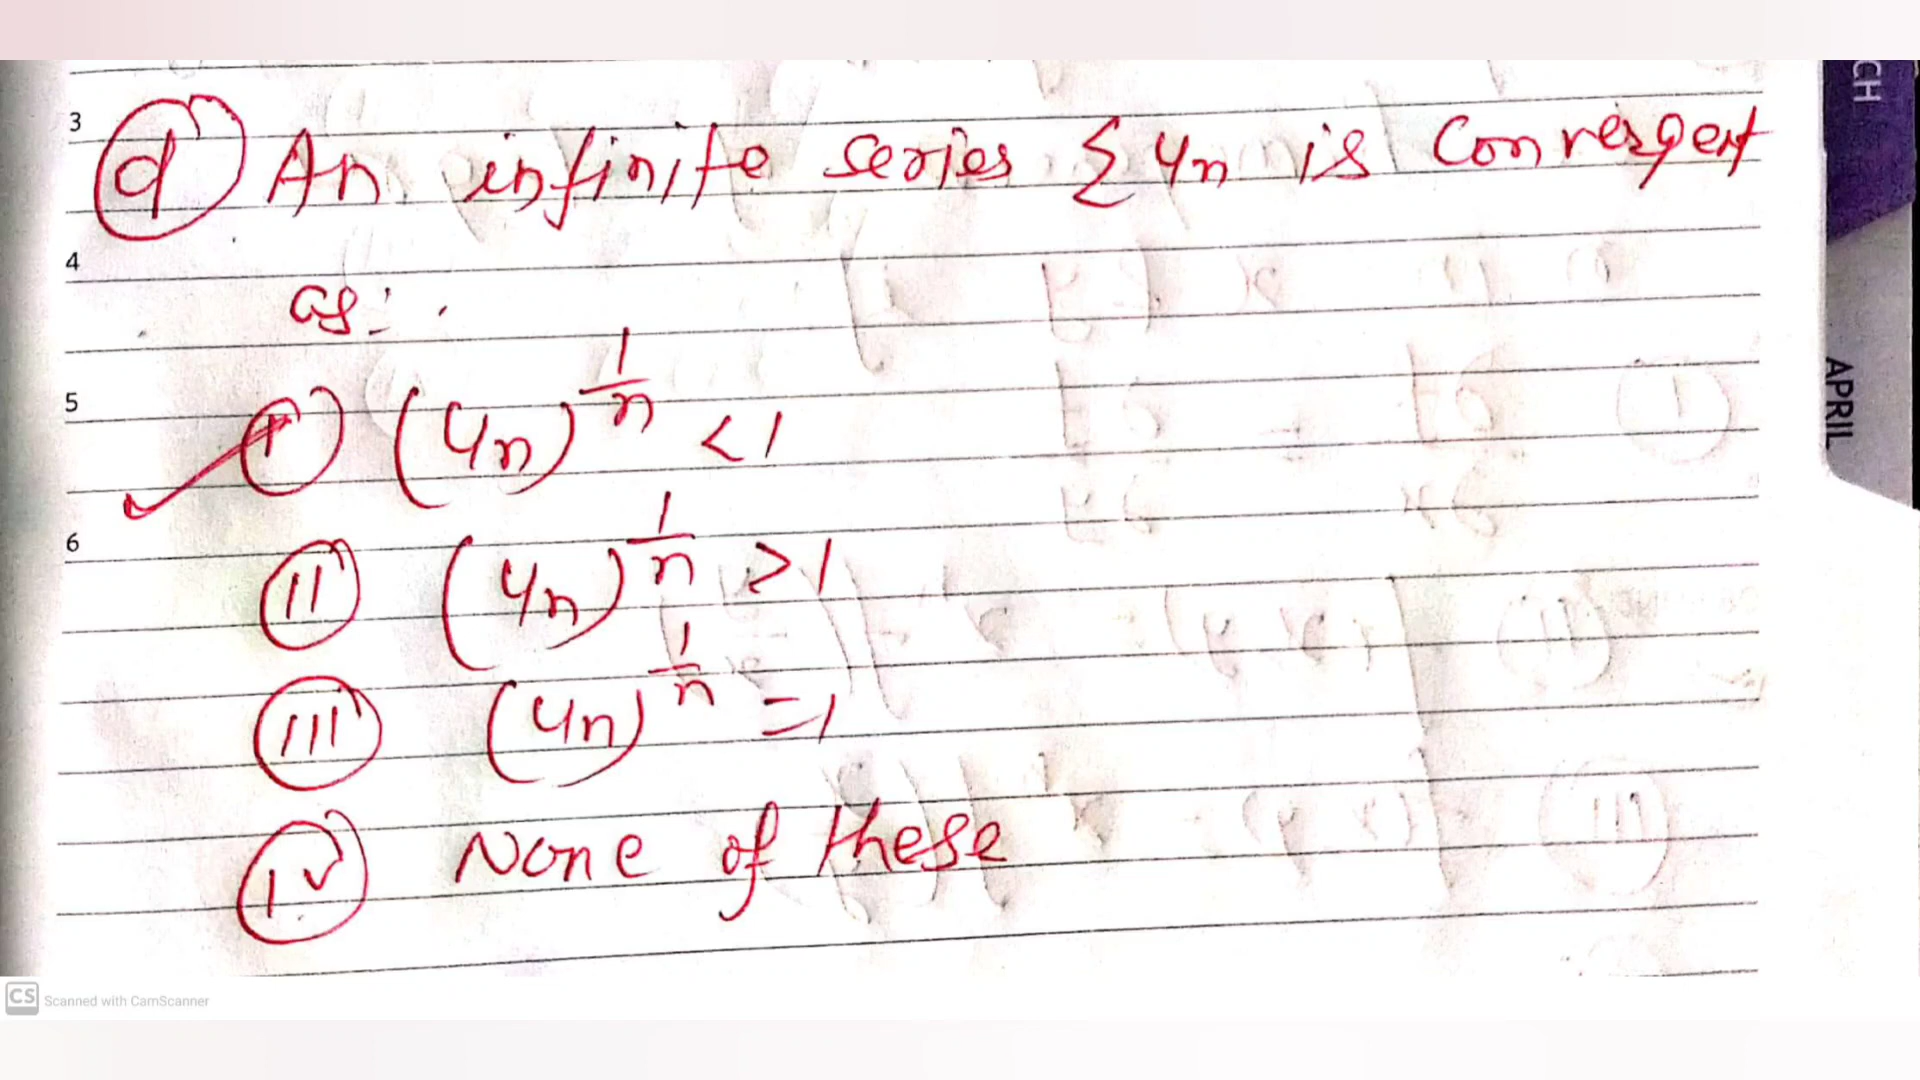 3
(d) An infinite series Σ Un is Convergent
4
as:
5
(I) (Un)^1/n < 1
6
(II) (Un)^1/n > 1
(III) (Un)^1/n = 1
(IV) None of these
CH
APRIL
CS Scanned with CamScanner